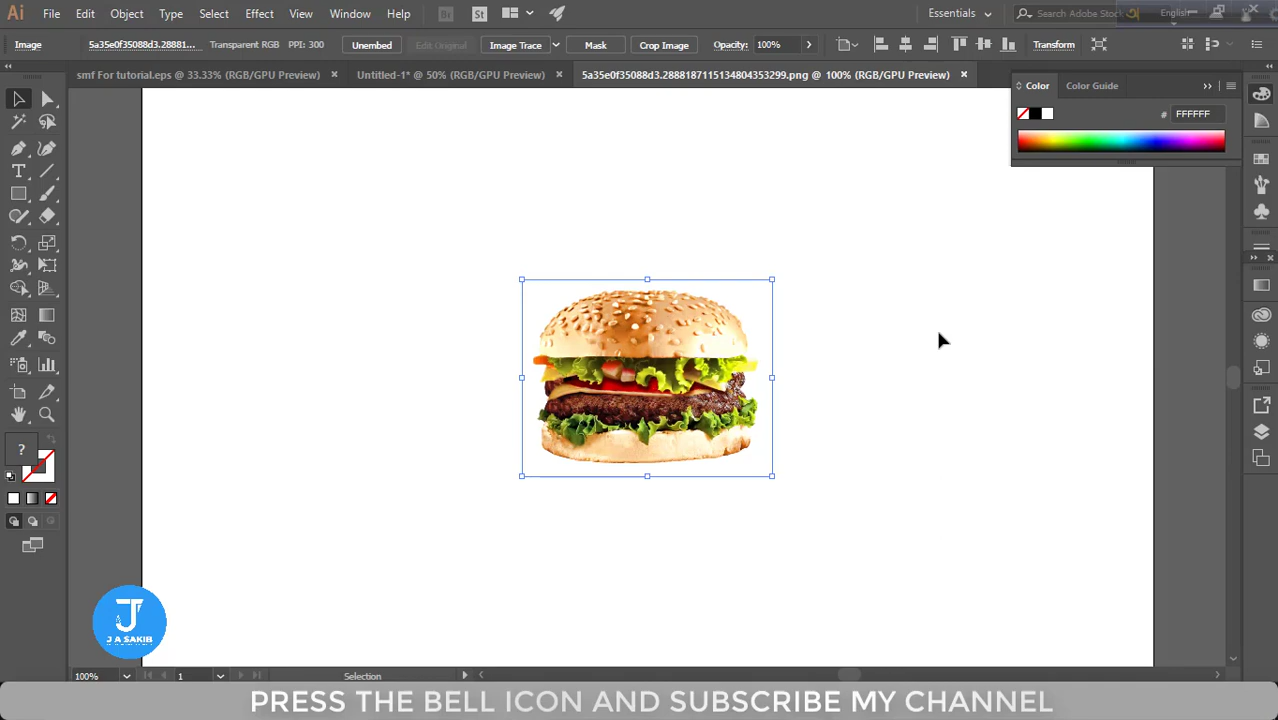 Ai File Edit Object Type Select Effect View Window Help Br St Essentials Search Adobe Stock English
Image 5a35e0f35088d3.28881... Transparent RGB PPI: 300 Unembed Edit Original Image Trace Mask Crop Image Opacity: 100% Transform
smf For tutorial.eps @ 33.33% (RGB/GPU Preview) × Untitled-1* @ 50% (RGB/GPU Preview) × 5a35e0f35088d3.2888187115134804353299.png @ 100% (RGB/GPU Preview) ×
Color Color Guide
# FFFFFF
T
?
J
J A SAKIB
100% 1 Selection
PRESS THE BELL ICON AND SUBSCRIBE MY CHANNEL